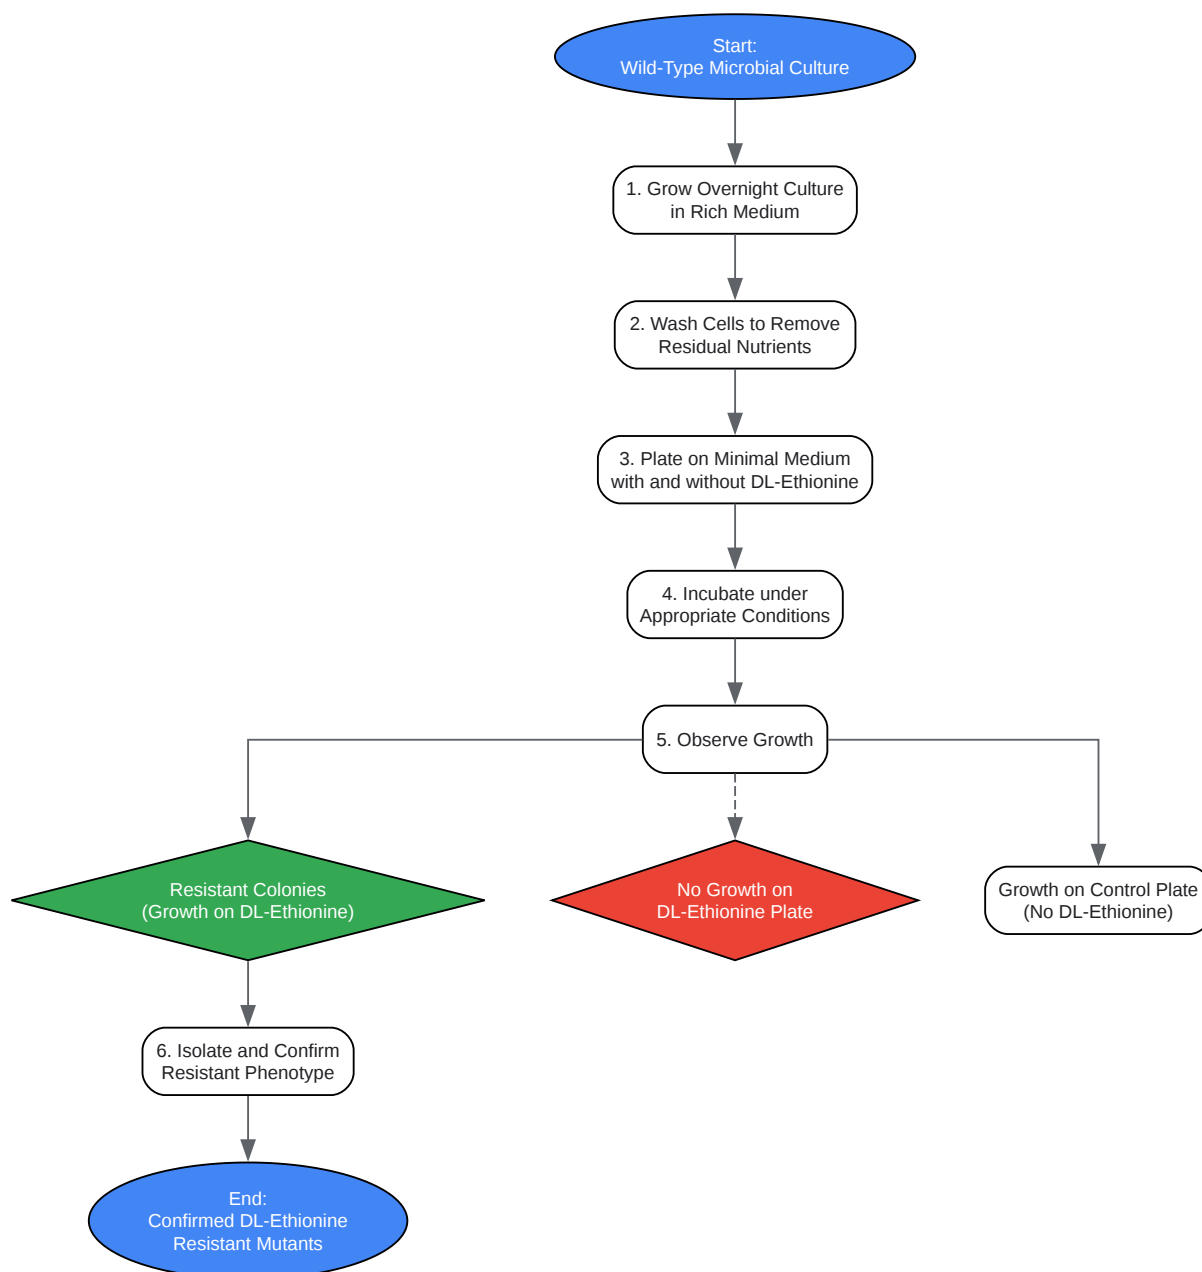 Start:
Wild-Type Microbial Culture
1. Grow Overnight Culture
in Rich Medium
2. Wash Cells to Remove
Residual Nutrients
3. Plate on Minimal Medium
with and without DL-Ethionine
4. Incubate under
Appropriate Conditions
5. Observe Growth
Resistant Colonies
(Growth on DL-Ethionine)
No Growth on
DL-Ethionine Plate
Growth on Control Plate
(No DL-Ethionine)
6. Isolate and Confirm
Resistant Phenotype
End:
Confirmed DL-Ethionine
Resistant Mutants